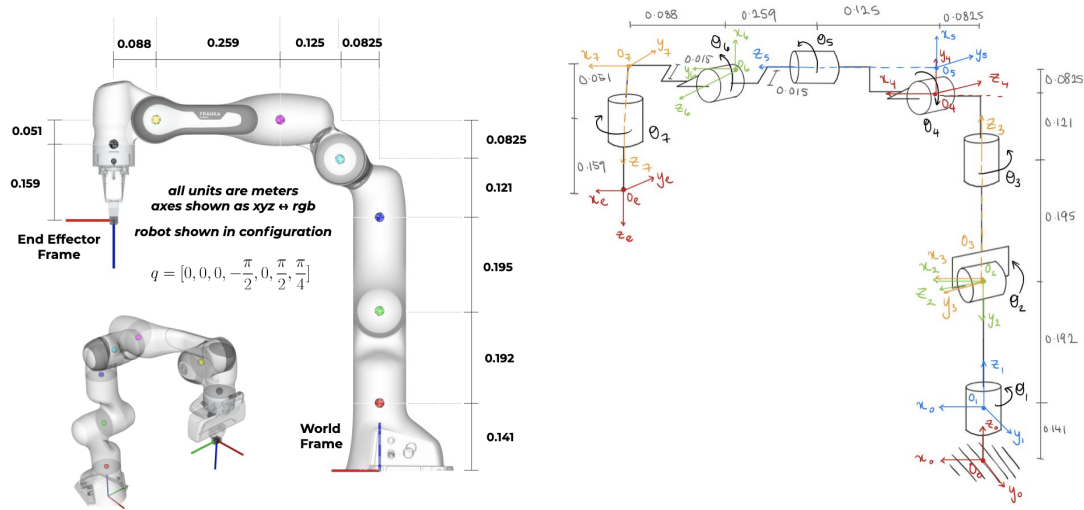 0.088
0.259
0.125
0.0825
0.051
0.159
FRANKA
all units are meters
axes shown as xyz ↔ rgb
robot shown in configuration
q = [0, 0, 0, -π/2, 0, π/2, π/4]
End Effector
Frame
World
Frame
0.0825
0.121
0.195
0.192
0.141
0.088
0.259
0.125
0.0825
x₇
O₇
y₇
0.051
θ₇
0.159
z₇
xₑ
Oₑ
yₑ
zₑ
0.015
θ₆
x₆
y₆
O₆
z₆
z₅
θ₅
0.015
x₅
y₄
y₅
O₅
x₄
z₄
O₄
θ₄
0.0825
0.121
z₃
θ₃
0.195
O₃
x₃
x₂
O₂
z₂
y₃
θ₂
y₂
0.192
z₁
θ₁
x₀
O₁
y₁
0.141
z₀
x₀
O₀
y₀